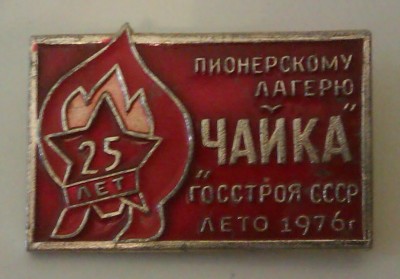 ПИОНЕРСКОМУ
ЛАГЕРЮ
"ЧАЙКА"
ГОССТРОЯ СССР
ЛЕТО 1976г
25
ЛЕТ